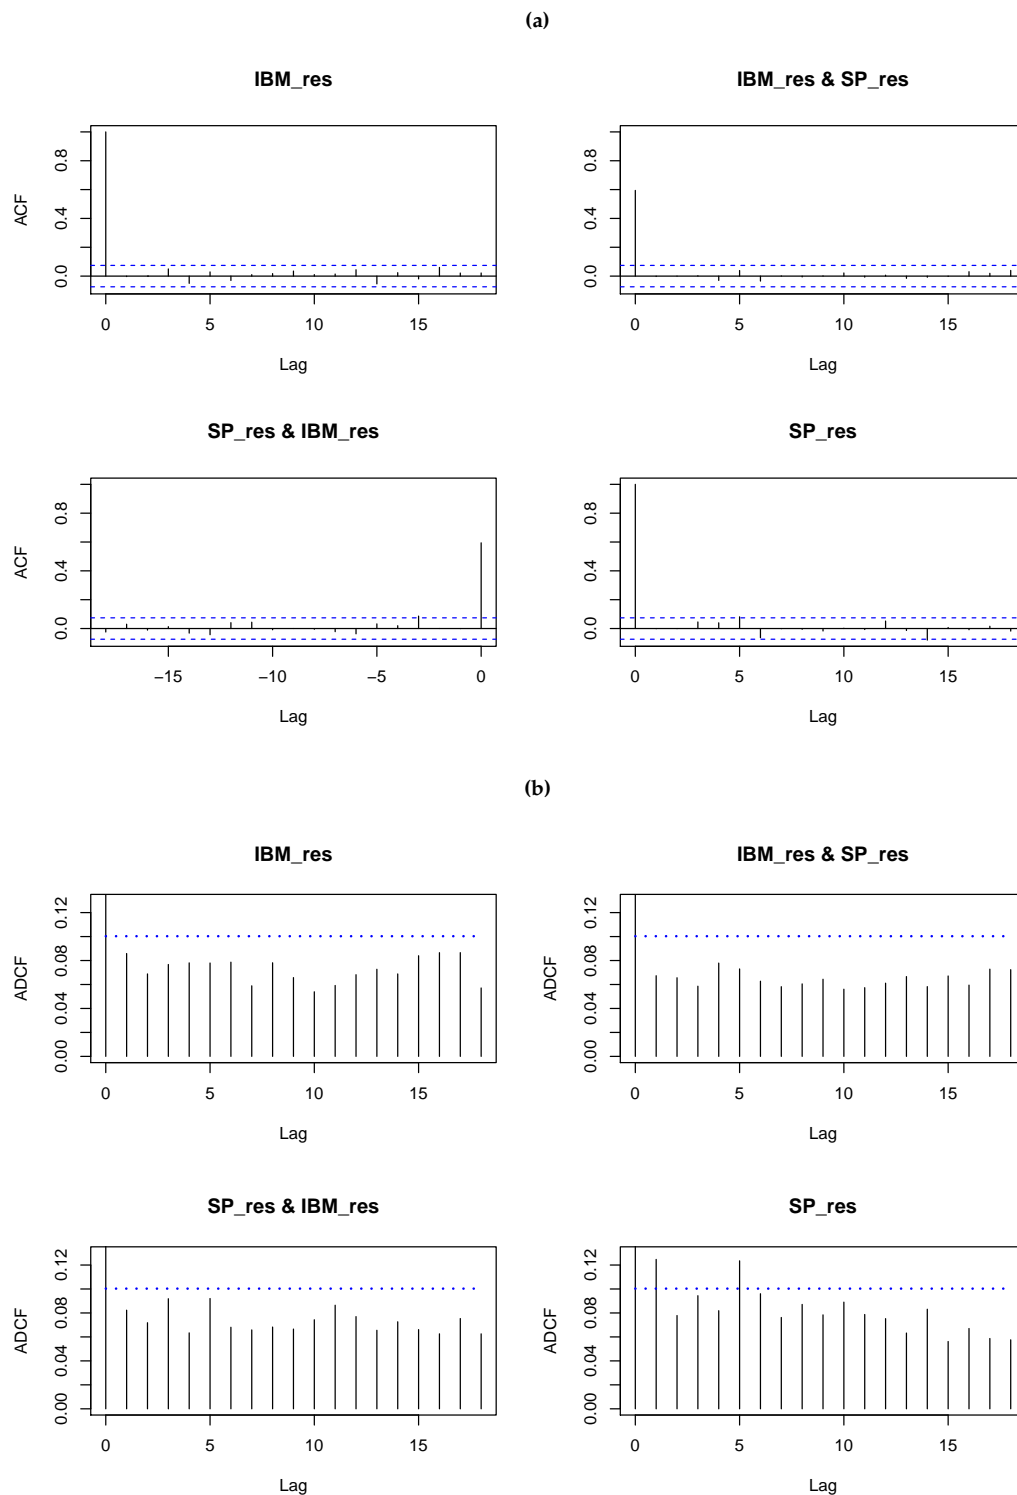 (a)
IBM_res
IBM_res & SP_res
ACF
0.0 0.4 0.8
0 5 10 15
Lag
0.0 0.4 0.8
0 5 10 15
Lag
SP_res & IBM_res
SP_res
ACF
0.0 0.4 0.8
−15 −10 −5 0
Lag
0.0 0.4 0.8
0 5 10 15
Lag
(b)
IBM_res
IBM_res & SP_res
ADCF
0.00 0.04 0.08 0.12
0 5 10 15
Lag
ADCF
0.00 0.04 0.08 0.12
0 5 10 15
Lag
SP_res & IBM_res
SP_res
ADCF
0.00 0.04 0.08 0.12
0 5 10 15
Lag
ADCF
0.00 0.04 0.08 0.12
0 5 10 15
Lag